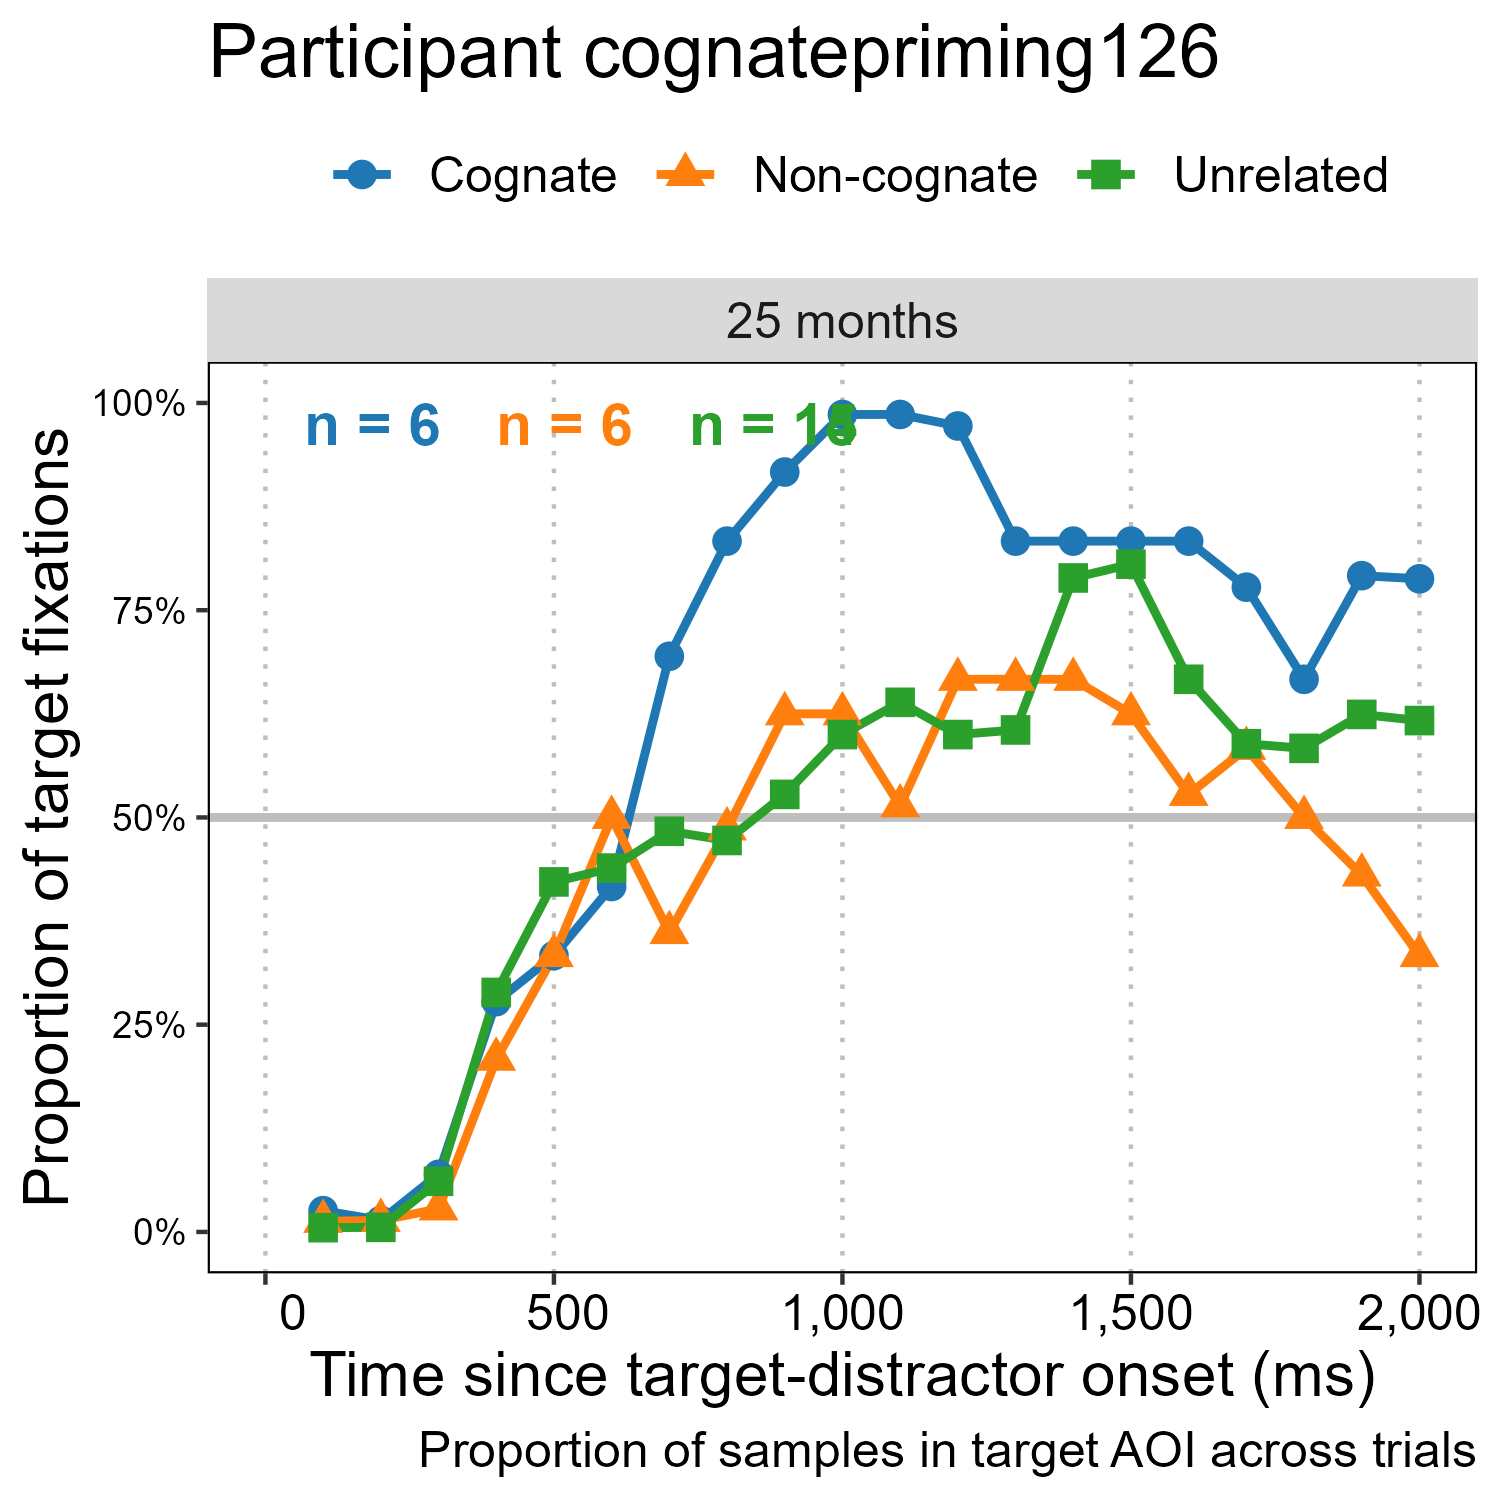 Participant cognatepriming126
Cognate Non-cognate Unrelated
25 months
n = 6 n = 6 n =
100%
75%
50%
25%
0%
Proportion of target fixations
0 500 1,000 1,500 2,000
Time since target-distractor onset (ms)
Proportion of samples in target AOI across trials